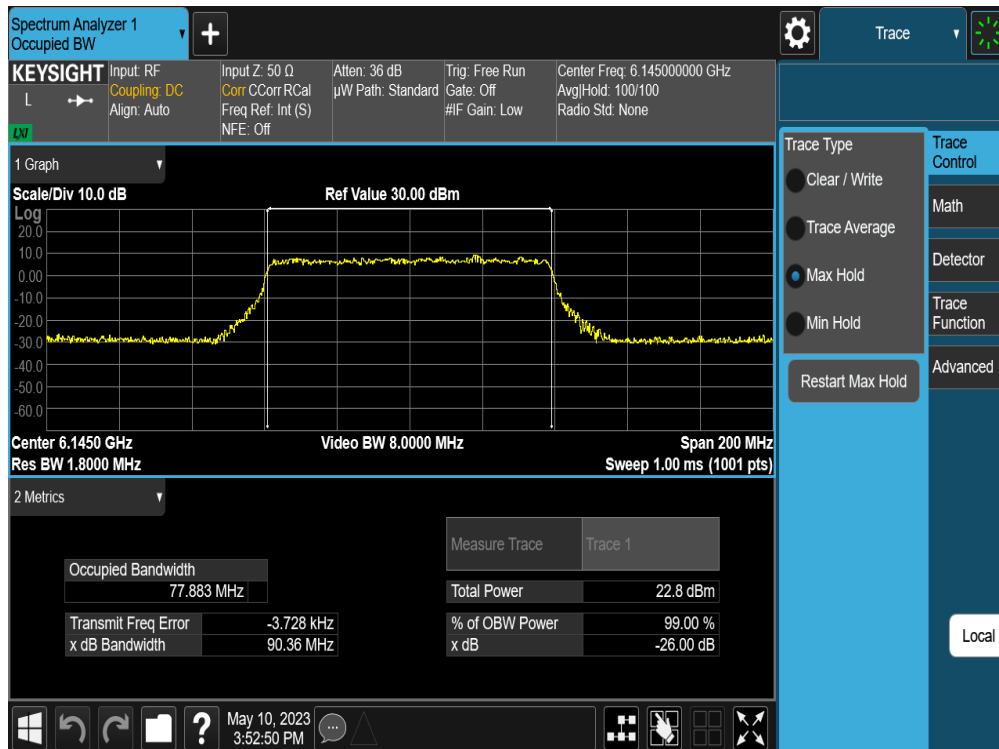 Spectrum Analyzer 1
Occupied BW
+
Trace
KEYSIGHT
L
LXI
Input: RF
Coupling: DC
Align: Auto
Input Z: 50 Ω
Corr CCorr RCal
Freq Ref: Int (S)
NFE: Off
Atten: 36 dB
µW Path: Standard
Trig: Free Run
Gate: Off
#IF Gain: Low
Center Freq: 6.145000000 GHz
Avg|Hold: 100/100
Radio Std: None
1 Graph
Scale/Div 10.0 dB
Ref Value 30.00 dBm
Log
20.0
10.0
0.00
-10.0
-20.0
-30.0
-40.0
-50.0
-60.0
Center 6.1450 GHz
Video BW 8.0000 MHz
Span 200 MHz
Res BW 1.8000 MHz
Sweep 1.00 ms (1001 pts)
2 Metrics
Measure Trace
Trace 1
Occupied Bandwidth
77.883 MHz
Total Power
22.8 dBm
Transmit Freq Error
-3.728 kHz
% of OBW Power
99.00 %
x dB Bandwidth
90.36 MHz
x dB
-26.00 dB
Trace Type
Clear / Write
Trace Average
Max Hold
Min Hold
Restart Max Hold
Trace
Control
Math
Detector
Trace
Function
Advanced
Local
?
May 10, 2023
3:52:50 PM